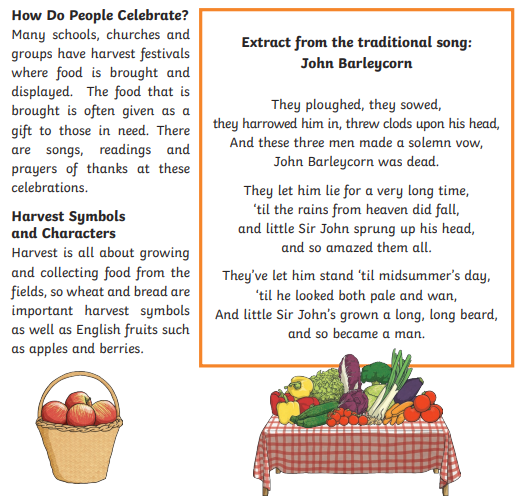 How Do People Celebrate?
Many schools, churches and
groups have harvest festivals
where food is brought and
displayed. The food that is
brought is often given as a
gift to those in need. There
are songs, readings and
prayers of thanks at these
celebrations.
Harvest Symbols
and Characters
Harvest is all about growing
and collecting food from the
fields, so wheat and bread are
important harvest symbols
as well as English fruits such
as apples and berries.
Extract from the traditional song:
John Barleycorn
They ploughed, they sowed,
they harrowed him in, threw clods upon his head,
And these three men made a solemn vow,
John Barleycorn was dead.
They let him lie for a very long time,
‘til the rains from heaven did fall,
and little Sir John sprung up his head,
and so amazed them all.
They’ve let him stand ‘til midsummer’s day,
‘til he looked both pale and wan,
And little Sir John’s grown a long, long beard,
and so became a man.